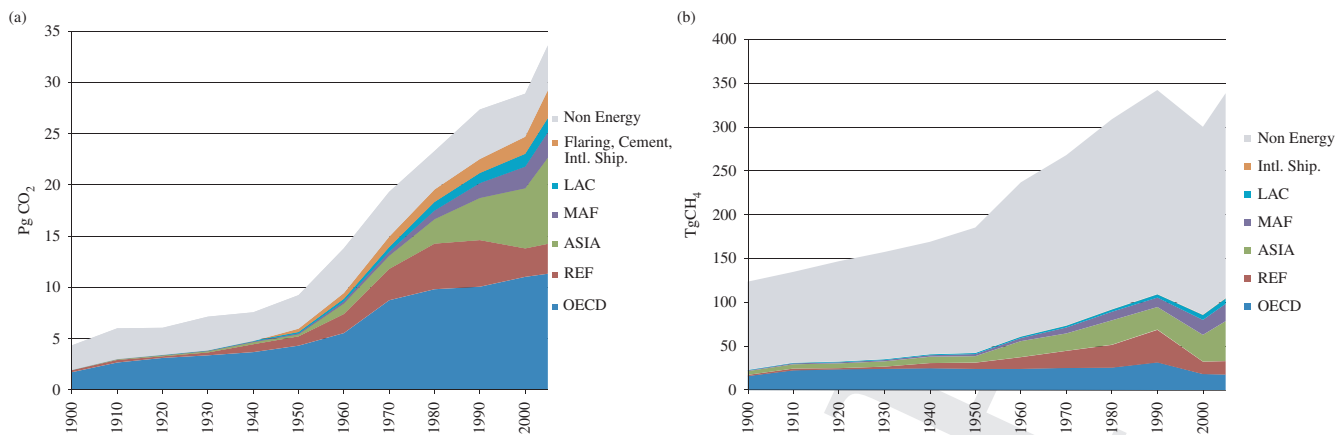 (a)
35
30
25
20
15
10
5
0
Pg CO₂
1900
1910
1920
1930
1940
1950
1960
1970
1980
1990
2000
Non Energy
Flaring, Cement,
Intl. Ship.
LAC
MAF
ASIA
REF
OECD
(b)
400
350
300
250
200
150
100
50
0
TgCH₄
1900
1910
1920
1930
1940
1950
1960
1970
1980
1990
2000
Non Energy
Intl. Ship.
LAC
MAF
ASIA
REF
OECD